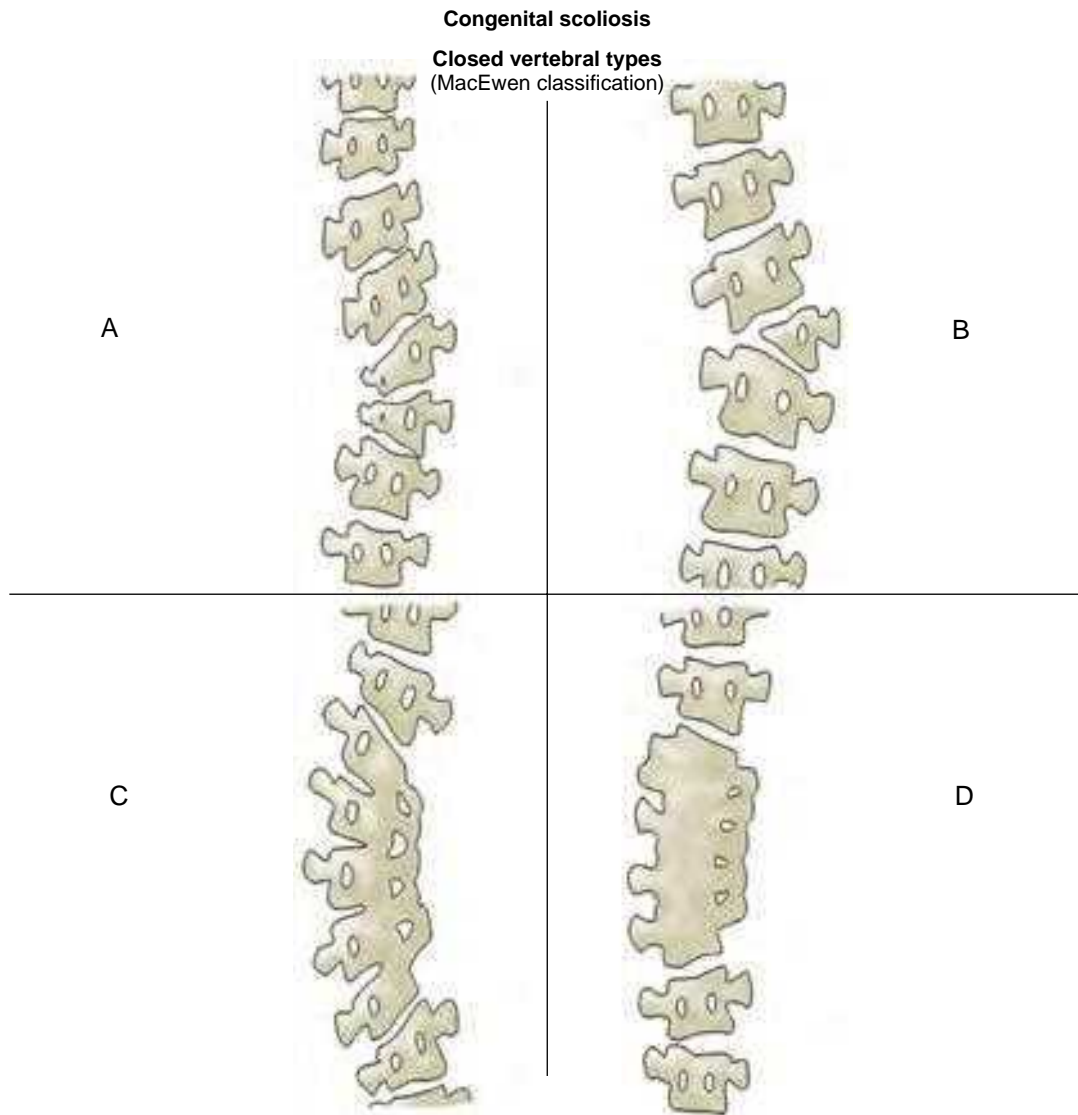 Congenital scoliosis
Closed vertebral types
(MacEwen classification)
A
B
C
D